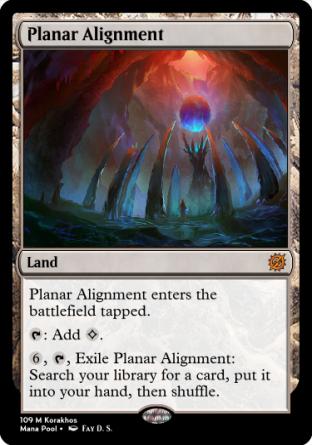 Planar Alignment
Land
Planar Alignment enters the
battlefield tapped.
: Add .
6, , Exile Planar Alignment:
Search your library for a card, put it
into your hand, then shuffle.
109 M Korakhos
Mana Pool • FAY D. S.